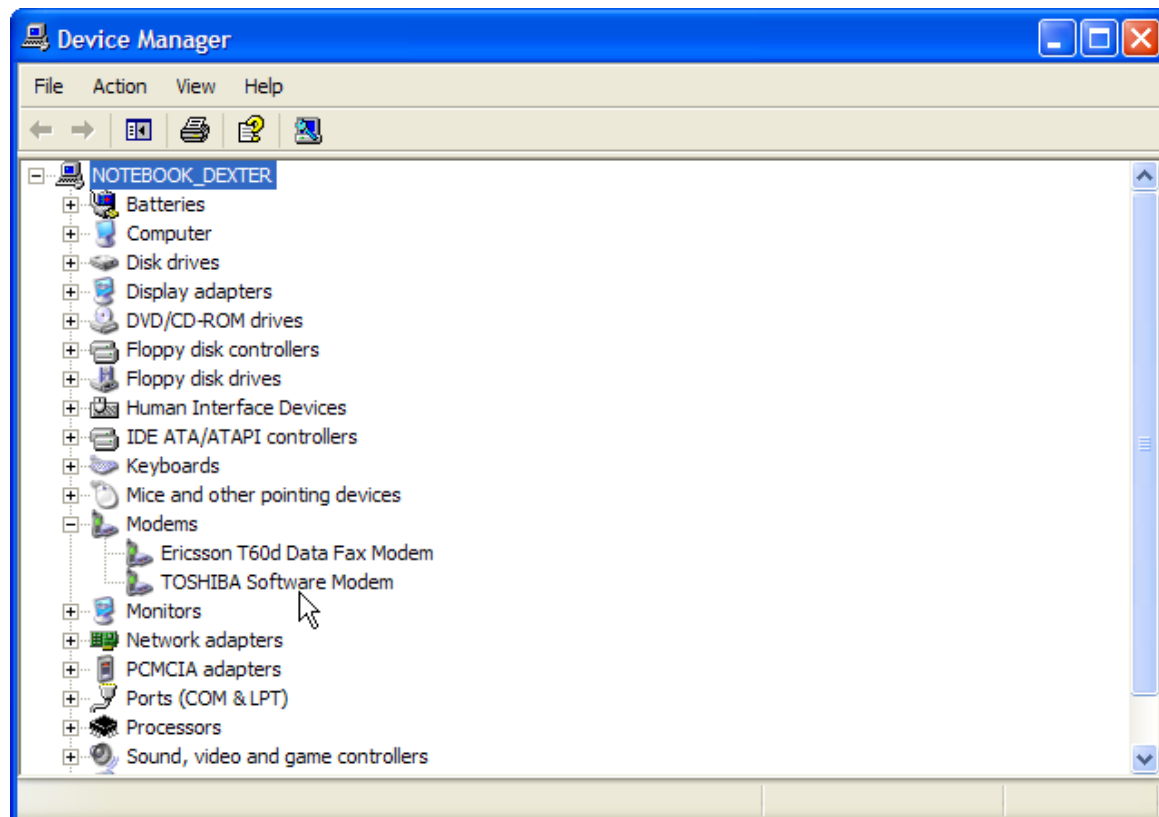 Device Manager
File Action View Help
NOTEBOOK_DEXTER
Batteries
Computer
Disk drives
Display adapters
DVD/CD-ROM drives
Floppy disk controllers
Floppy disk drives
Human Interface Devices
IDE ATA/ATAPI controllers
Keyboards
Mice and other pointing devices
Modems
Ericsson T60d Data Fax Modem
TOSHIBA Software Modem
Monitors
Network adapters
PCMCIA adapters
Ports (COM & LPT)
Processors
Sound, video and game controllers